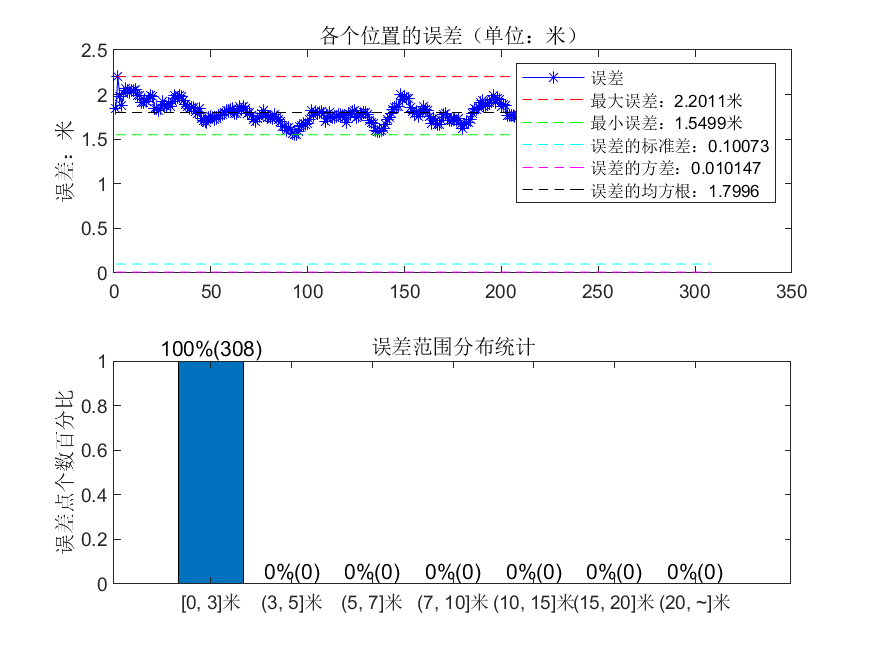 各个位置的误差（单位：米）
2.5
2
1.5
1
0.5
0
误差：米
误差
最大误差：2.2011米
最小误差：1.5499米
误差的标准差：0.10073
误差的方差：0.010147
误差的均方根：1.7996
0 50 100 150 200 250 300 350
误差范围分布统计
100%(308)
1
0.8
0.6
0.4
0.2
0
误差点个数百分比
0%(0) 0%(0) 0%(0) 0%(0) 0%(0) 0%(0)
[0, 3]米 (3, 5]米 (5, 7]米 (7, 10]米 (10, 15]米 (15, 20]米 (20, ~]米